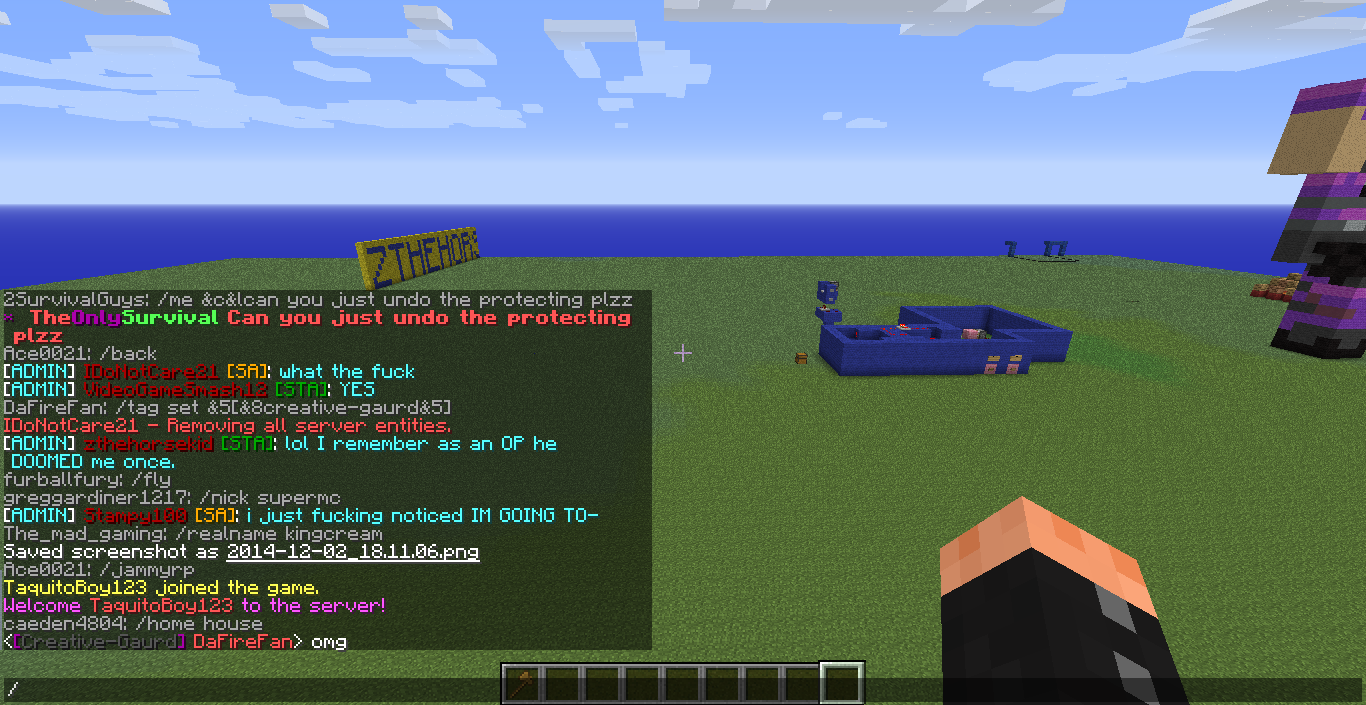 ZTHEHORS
2SurvivalGuys: /me &c&lcan you just undo the protecting plzz
* TheOnlySurvival Can you just undo the protecting
plzz
Ace0021: /back
[ADMIN] IDoNotCare21 [SA]: what the fuck
[ADMIN] VideoGameSmash12 [STA]: YES
DaFireFan: /tag set &5[&8creative-gaurd&5]
IDoNotCare21 - Removing all server entities.
[ADMIN] zthehorsekid [STA]: lol I remember as an OP he
DOOMED me once.
furballfury: /fly
greggardiner1217: /nick supermc
[ADMIN] Stampy100 [SA]: i just fucking noticed IM GOING TO-
The_mad_gaming: /realname kingcream
Saved screenshot as 2014-12-02_18.11.06.png
Ace0021: /jammyrp
TaquitoBoy123 joined the game.
Welcome TaquitoBoy123 to the server!
caeden4804: /home house
<[Creative-Gaurd] DaFireFan> omg
/